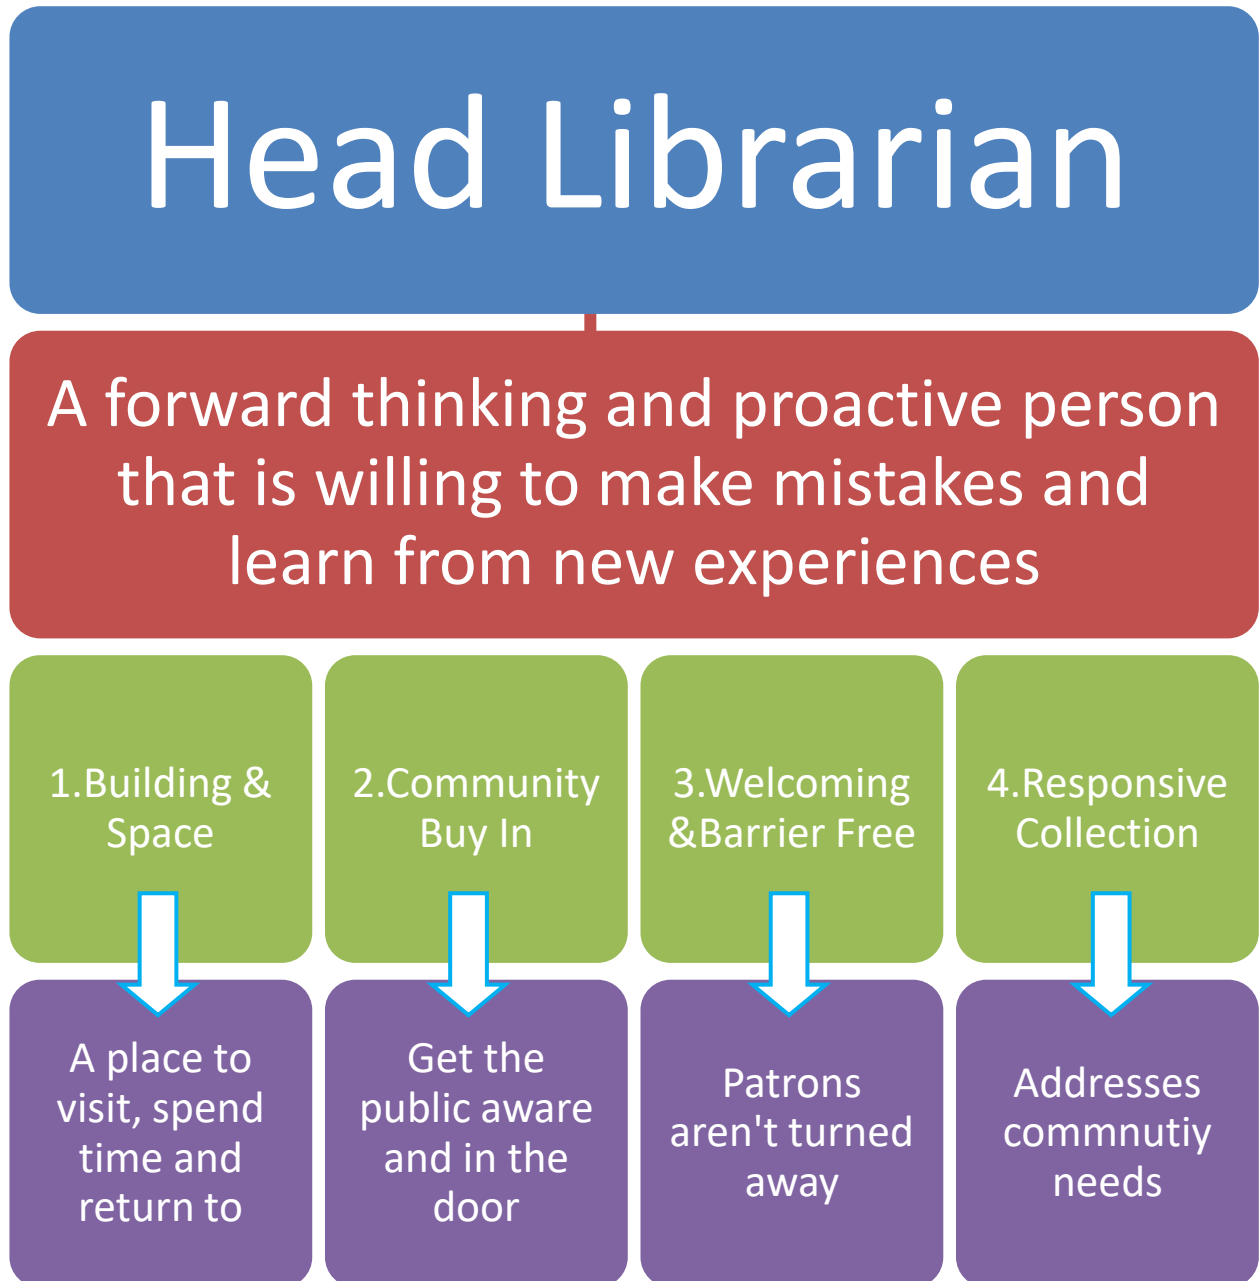 Head Librarian
A forward thinking and proactive person
that is willing to make mistakes and
learn from new experiences
1.Building &
Space
2.Community
Buy In
3.Welcoming
&Barrier Free
4.Responsive
Collection
A place to
visit, spend
time and
return to
Get the
public aware
and in the
door
Patrons
aren't turned
away
Addresses
commnutiy
needs